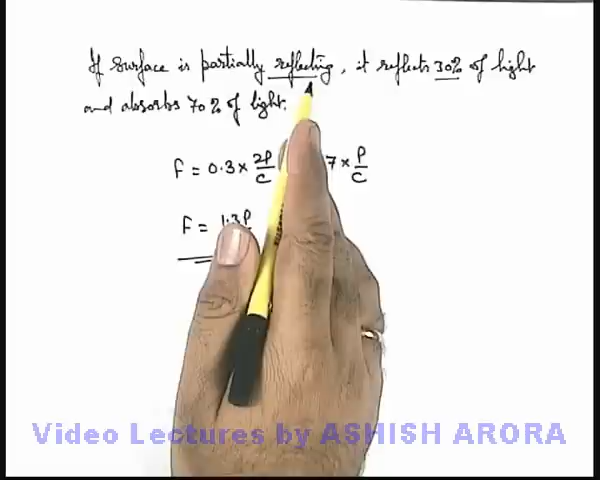 If Surface is partially reflecting, it reflects 30% of light
and absorbs 70% of light.
F = 0.3 × 2P/C 7 × P/C
F = 1.3P
Video Lectures by ASHISH ARORA